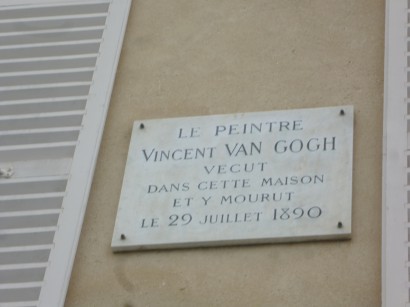 LE PEINTRE
VINCENT VAN GOGH
VECUT
DANS CETTE MAISON
ET Y MOURUT
LE 29 JUILLET 1890